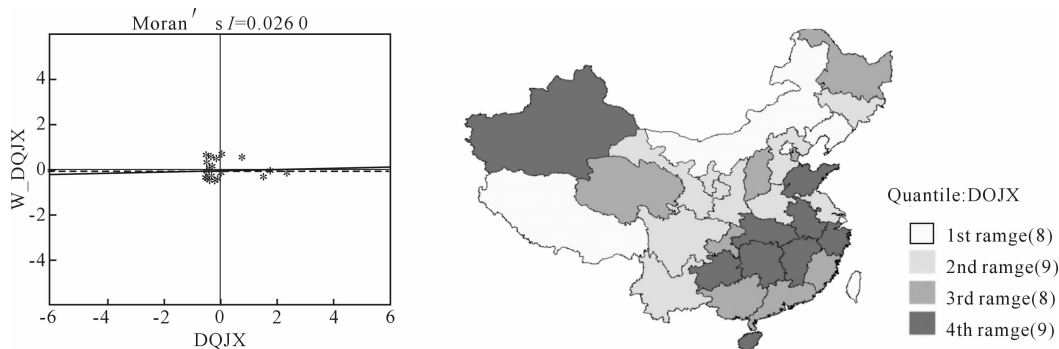 Moran′ s I=0.026 0
4
2
0
-2
-4
-6 -4 -2 0 2 4 6
W_DQJX
DQJX
Quantile:DOJX
1st ramge(8)
2nd ramge(9)
3rd ramge(8)
4th ramge(9)